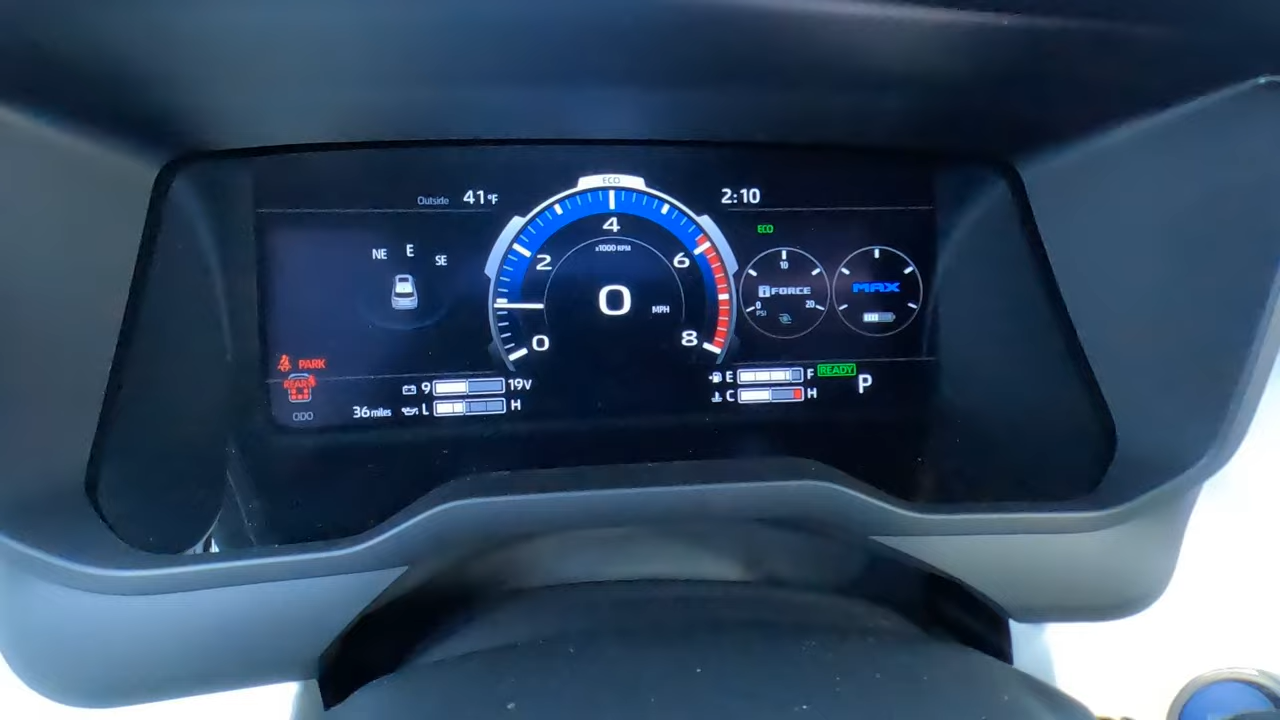 ECO
Outside 41°F
2:10
NE E SE
ECO
0 2 4 6 8
x1000 RPM
0 MPH
0 10 20
PSI
i FORCE
MAX
PARK
REAR
ODO 36 miles
9 19V
L H
E F
C H
READY
P